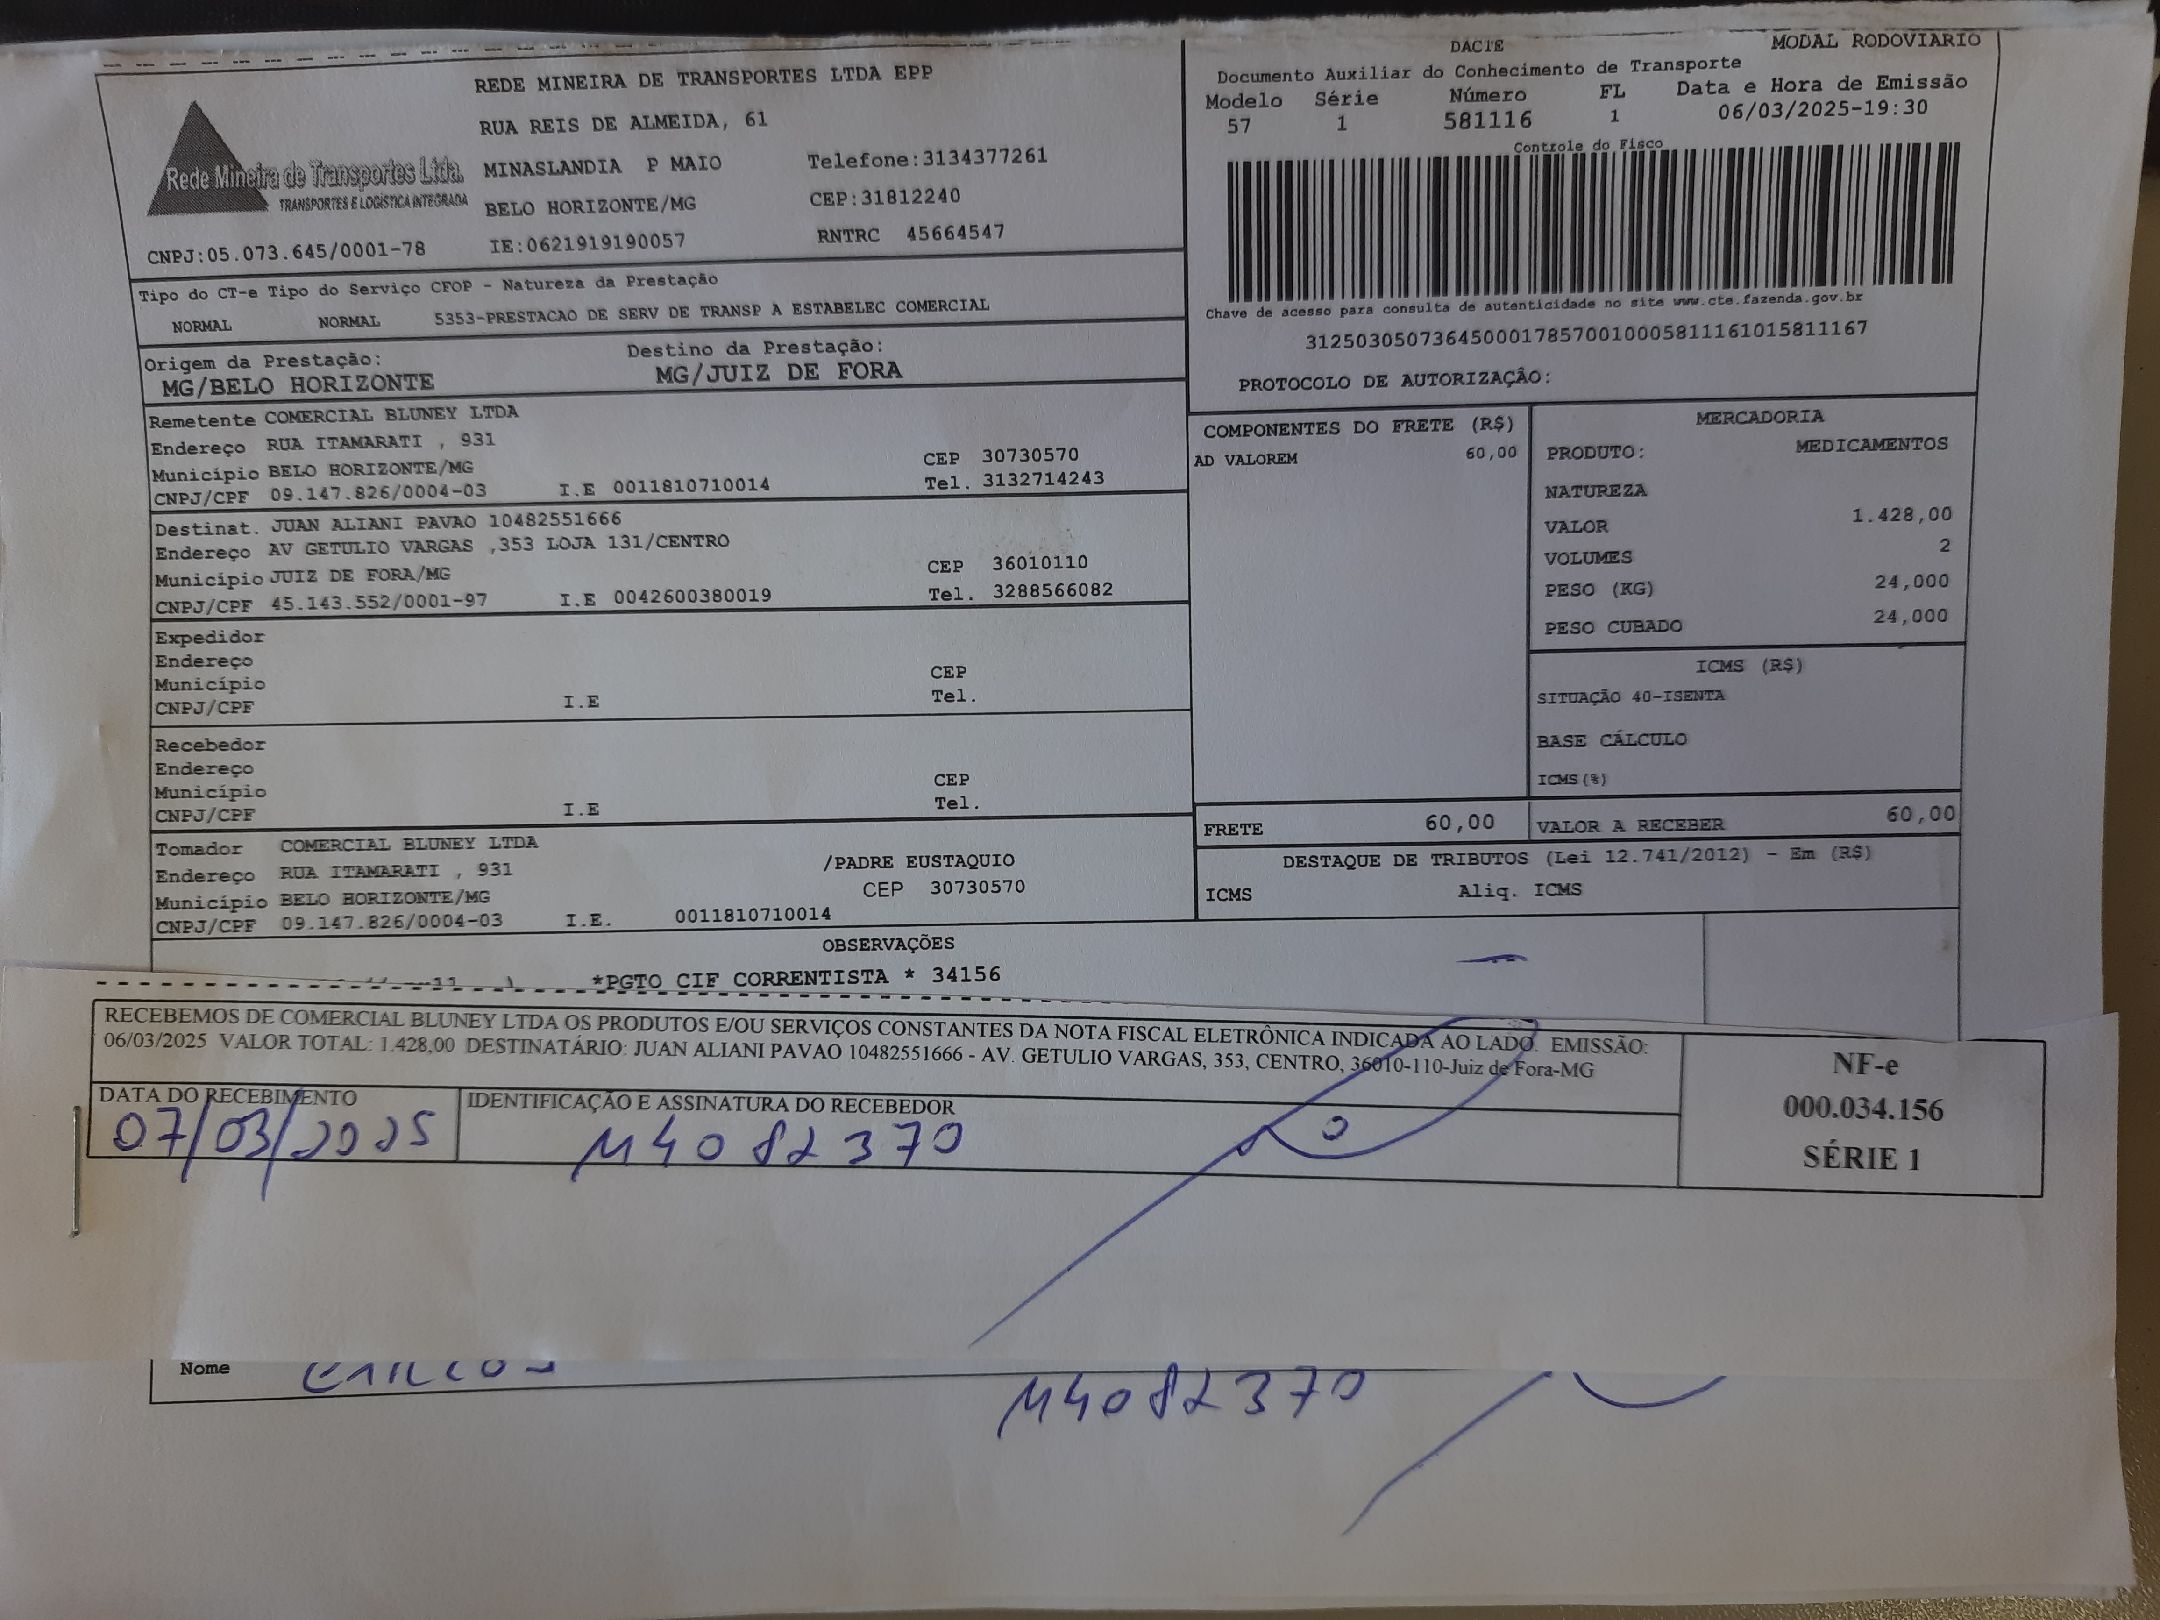 REDE MINEIRA DE TRANSPORTES LTDA EPP
RUA REIS DE ALMEIDA, 61
MINASLANDIA P MAIO Telefone:3134377261
BELO HORIZONTE/MG CEP:31812240
CNPJ:05.073.645/0001-78 IE:0621919190057 RNTRC 45664547
Rede Mineira de Transportes Ltda.
TRANSPORTES E LOGÍSTICA INTEGRADA
DACTE MODAL RODOVIARIO
Documento Auxiliar do Conhecimento de Transporte
Modelo Série Número FL Data e Hora de Emissão
57 1 581116 1 06/03/2025-19:30
Controle do Fisco
Chave de acesso para consulta de autenticidade no site www.cte.fazenda.gov.br
31250305073645000178570010005811161015811167
PROTOCOLO DE AUTORIZAÇÃO:
Tipo do CT-e Tipo do Serviço CFOP - Natureza da Prestação
NORMAL NORMAL 5353-PRESTACAO DE SERV DE TRANSP A ESTABELEC COMERCIAL
Origem da Prestação: Destino da Prestação:
MG/BELO HORIZONTE MG/JUIZ DE FORA
Remetente COMERCIAL BLUNEY LTDA
Endereço RUA ITAMARATI , 931
Município BELO HORIZONTE/MG CEP 30730570
CNPJ/CPF 09.147.826/0004-03 I.E 0011810710014 Tel. 3132714243
Destinat. JUAN ALIANI PAVAO 10482551666
Endereço AV GETULIO VARGAS ,353 LOJA 131/CENTRO
Município JUIZ DE FORA/MG CEP 36010110
CNPJ/CPF 45.143.552/0001-97 I.E 0042600380019 Tel. 3288566082
Expedidor
Endereço
Município CEP
CNPJ/CPF I.E Tel.
Recebedor
Endereço
Município CEP
CNPJ/CPF I.E Tel.
Tomador COMERCIAL BLUNEY LTDA
Endereço RUA ITAMARATI , 931 /PADRE EUSTAQUIO
Município BELO HORIZONTE/MG CEP 30730570
CNPJ/CPF 09.147.826/0004-03 I.E. 0011810710014
COMPONENTES DO FRETE (R$)
AD VALOREM 60,00
MERCADORIA
PRODUTO: MEDICAMENTOS
NATUREZA
VALOR 1.428,00
VOLUMES 2
PESO (KG) 24,000
PESO CUBADO 24,000
ICMS (R$)
SITUAÇÃO 40-ISENTA
BASE CÁLCULO
ICMS(%)
FRETE 60,00 VALOR A RECEBER 60,00
DESTAQUE DE TRIBUTOS (Lei 12.741/2012) - Em (R$)
ICMS Aliq. ICMS
OBSERVAÇÕES
*PGTO CIF CORRENTISTA * 34156
RECEBEMOS DE COMERCIAL BLUNEY LTDA OS PRODUTOS E/OU SERVIÇOS CONSTANTES DA NOTA FISCAL ELETRÔNICA INDICADA AO LADO. EMISSÃO:
06/03/2025 VALOR TOTAL: 1.428,00 DESTINATÁRIO: JUAN ALIANI PAVAO 10482551666 - AV. GETULIO VARGAS, 353, CENTRO, 36010-110-Juiz de Fora-MG
DATA DO RECEBIMENTO IDENTIFICAÇÃO E ASSINATURA DO RECEBEDOR
07/03/2025 M4082370
NF-e
000.034.156
SÉRIE 1
Nome
M4082370